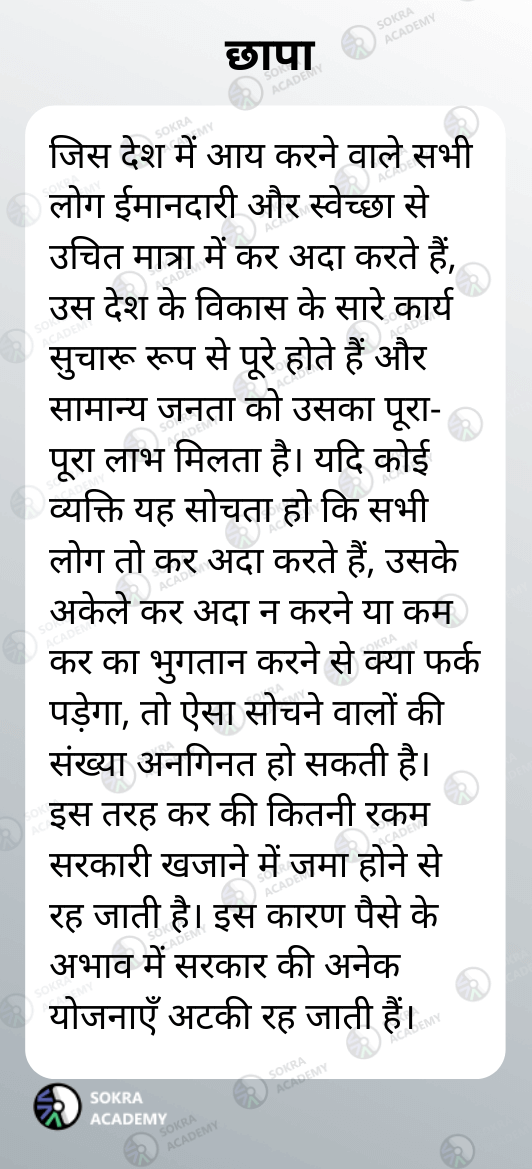 छापा
जिस देश में आय करने वाले सभी
लोग ईमानदारी और स्वेच्छा से
उचित मात्रा में कर अदा करते हैं,
उस देश के विकास के सारे कार्य
सुचारू रूप से पूरे होते हैं और
सामान्य जनता को उसका पूरा-
पूरा लाभ मिलता है। यदि कोई
व्यक्ति यह सोचता हो कि सभी
लोग तो कर अदा करते हैं, उसके
अकेले कर अदा न करने या कम
कर का भुगतान करने से क्या फर्क
पड़ेगा, तो ऐसा सोचने वालों की
संख्या अनगिनत हो सकती है।
इस तरह कर की कितनी रकम
सरकारी खजाने में जमा होने से
रह जाती है। इस कारण पैसे के
अभाव में सरकार की अनेक
योजनाएँ अटकी रह जाती हैं।
SOKRA
ACADEMY